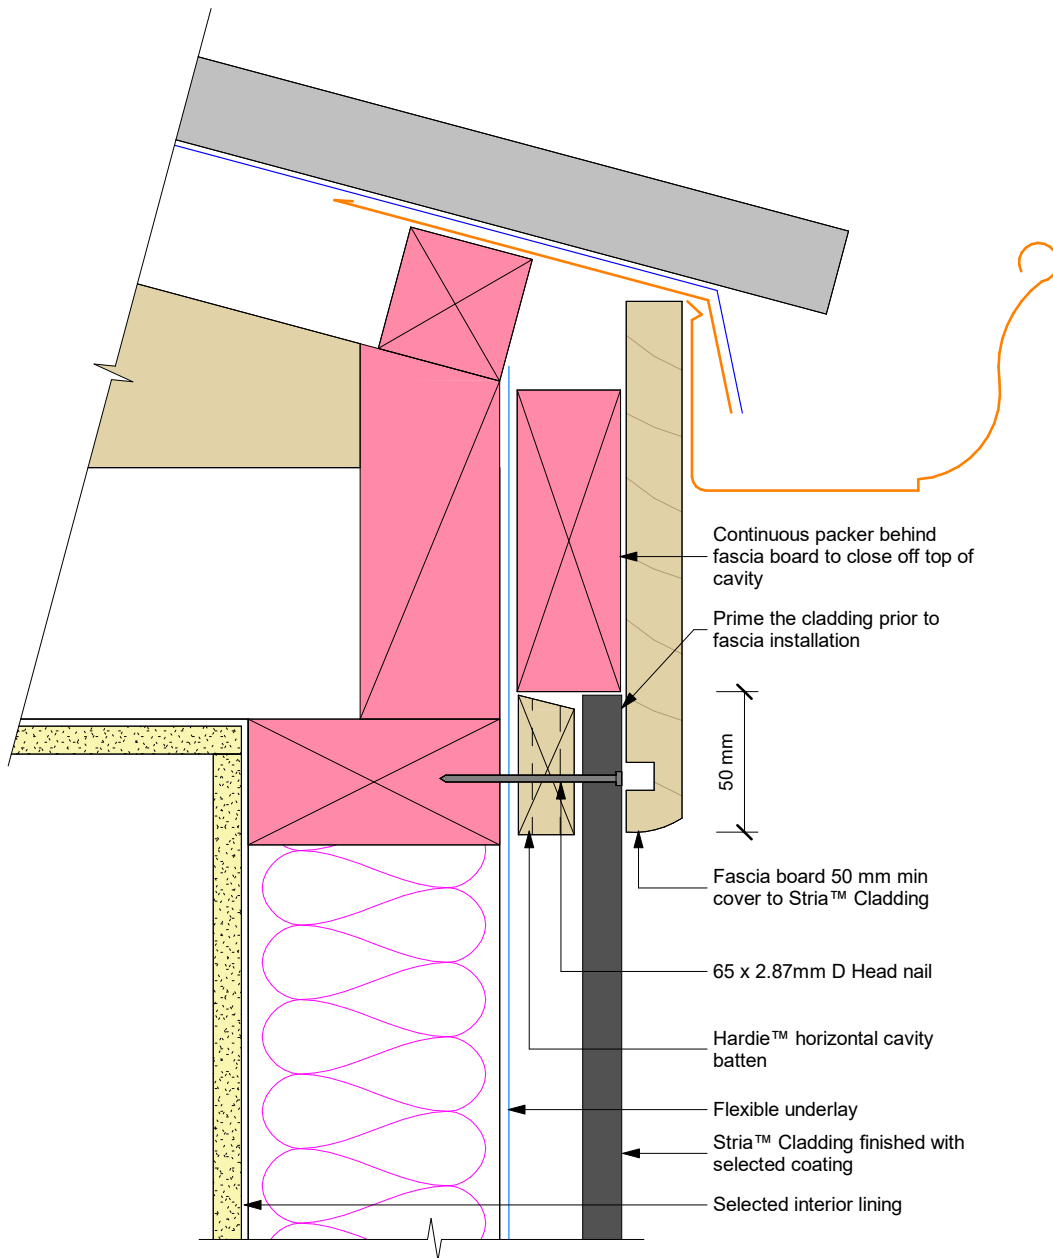 Continuous packer behind
fascia board to close off top of
cavity
Prime the cladding prior to
fascia installation
50 mm
Fascia board 50 mm min
cover to Stria™ Cladding
65 x 2.87mm D Head nail
Hardie™ horizontal cavity
batten
Flexible underlay
Stria™ Cladding finished with
selected coating
Selected interior lining